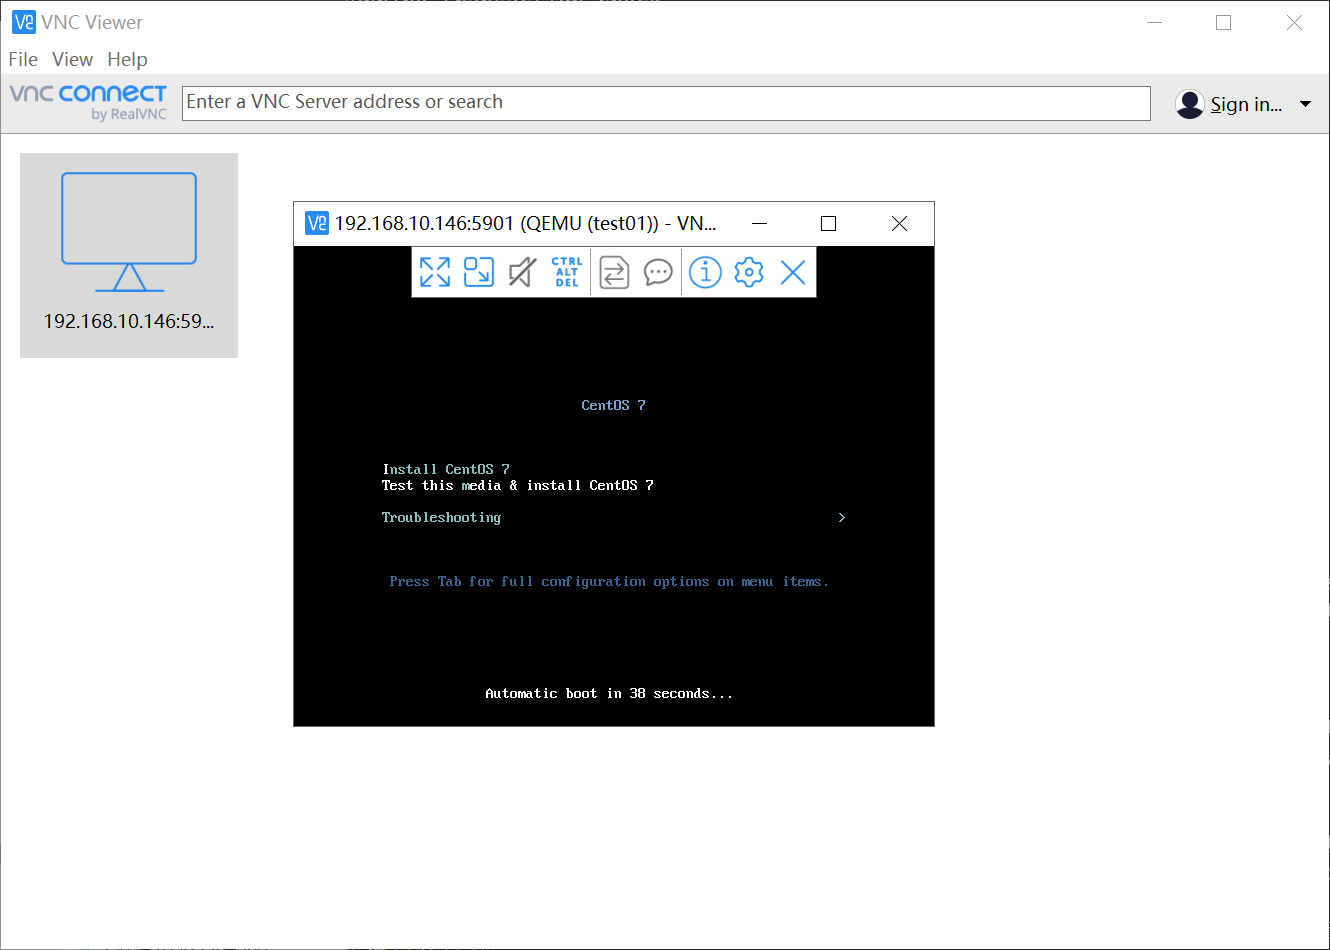 VNC Viewer
File View Help
vnc connect
by RealVNC
Enter a VNC Server address or search
Sign in...
192.168.10.146:59...
192.168.10.146:5901 (QEMU (test01)) - VN...
CTRL
ALT
DEL
CentOS 7
Install CentOS 7
Test this media & install CentOS 7
Troubleshooting >
Press Tab for full configuration options on menu items.
Automatic boot in 38 seconds...